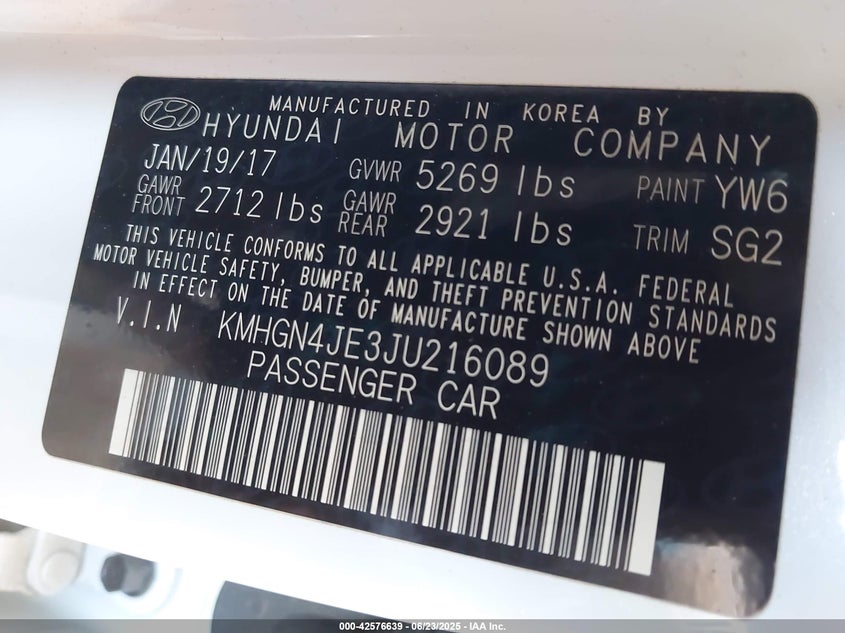 MANUFACTURED IN KOREA BY
HYUNDAI MOTOR COMPANY
JAN/19/17 GVWR 5269 lbs PAINT YW6
GAWR FRONT 2712 lbs GAWR REAR 2921 lbs TRIM SG2
THIS VEHICLE CONFORMS TO ALL APPLICABLE U.S.A. FEDERAL
MOTOR VEHICLE SAFETY, BUMPER, AND THEFT PREVENTION STANDARDS
IN EFFECT ON THE DATE OF MANUFACTURE SHOWN ABOVE
V.I.N KMHGN4JE3JU216089
PASSENGER CAR
000-42576639 - 06/23/2025 - IAA Inc.